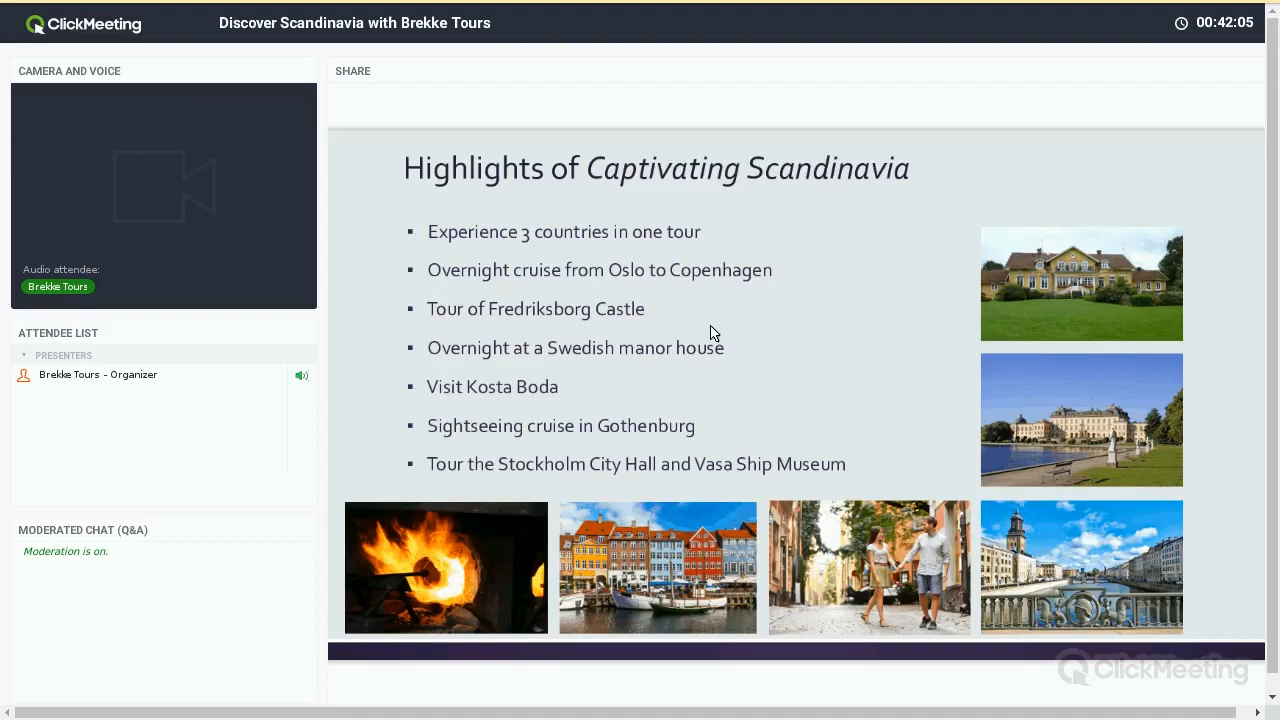 ClickMeeting
Discover Scandinavia with Brekke Tours
00:42:05
CAMERA AND VOICE
Audio attendee:
Brekke Tours
ATTENDEE LIST
PRESENTERS
Brekke Tours - Organizer
MODERATED CHAT (Q&A)
Moderation is on.
SHARE
Highlights of Captivating Scandinavia
▪ Experience 3 countries in one tour
▪ Overnight cruise from Oslo to Copenhagen
▪ Tour of Fredriksborg Castle
▪ Overnight at a Swedish manor house
▪ Visit Kosta Boda
▪ Sightseeing cruise in Gothenburg
▪ Tour the Stockholm City Hall and Vasa Ship Museum
ClickMeeting